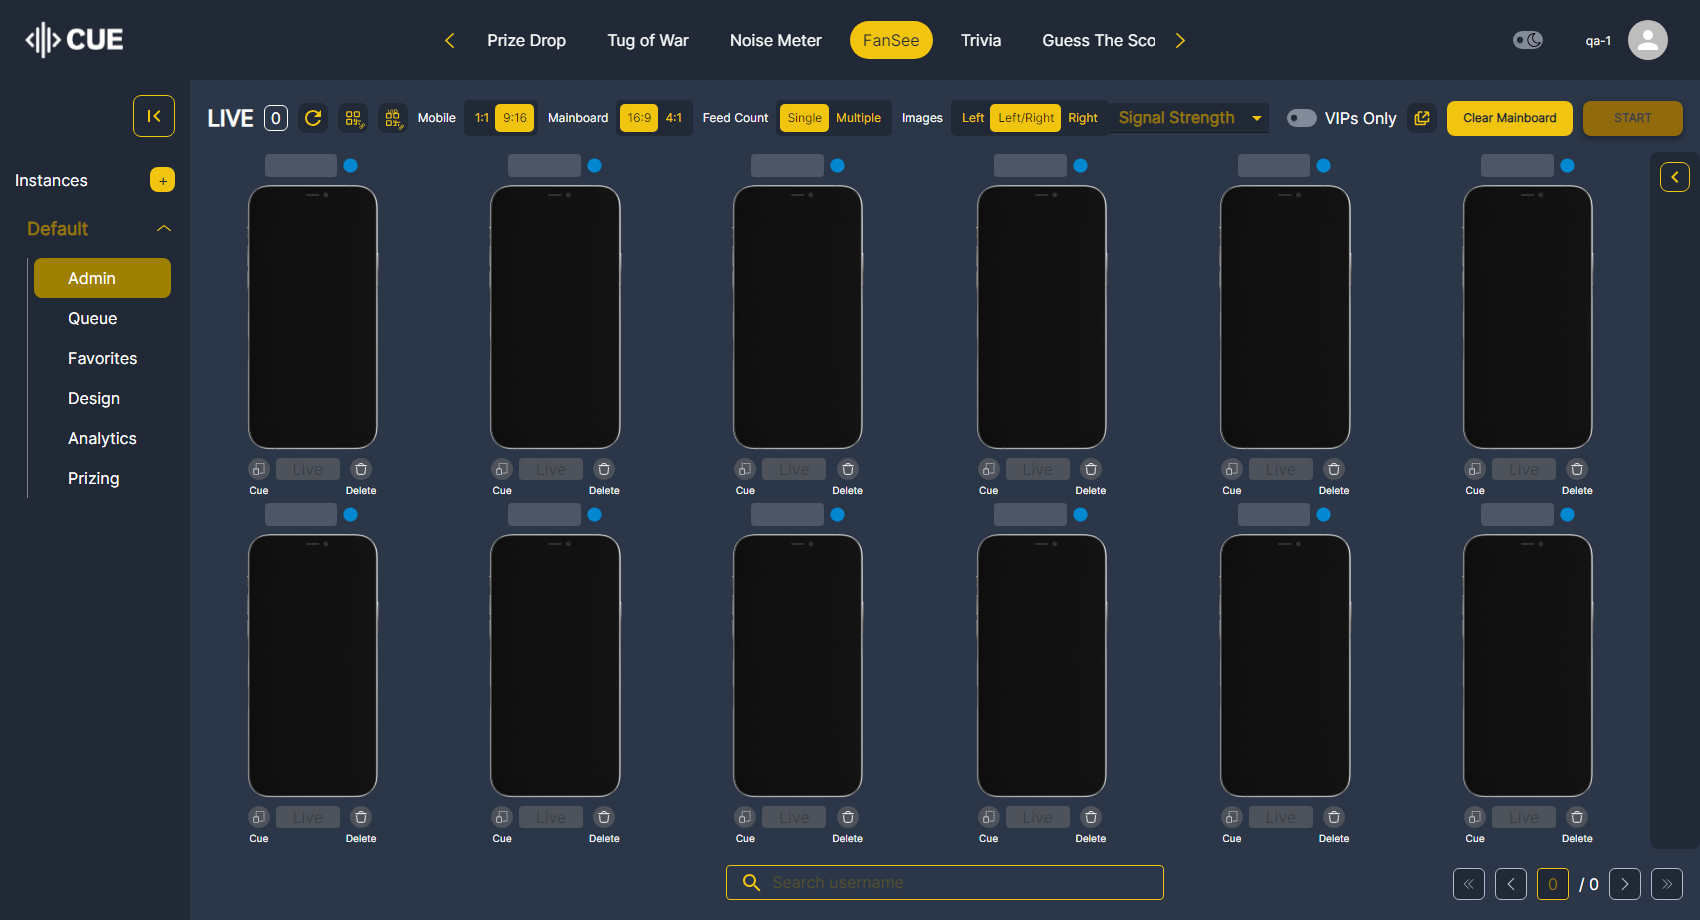 CUE
Prize Drop Tug of War Noise Meter FanSee Trivia Guess The Sco
qa-1
LIVE 0 Mobile 1:1 9:16 Mainboard 16:9 4:1 Feed Count Single Multiple Images Left Left/Right Right Signal Strength VIPs Only Clear Mainboard START
Instances +
Default
Admin
Queue
Favorites
Design
Analytics
Prizing
Live Live Live Live Live Live
Cue Delete Cue Delete Cue Delete Cue Delete Cue Delete Cue Delete
Live Live Live Live Live Live
Cue Delete Cue Delete Cue Delete Cue Delete Cue Delete Cue Delete
Search username
0 / 0